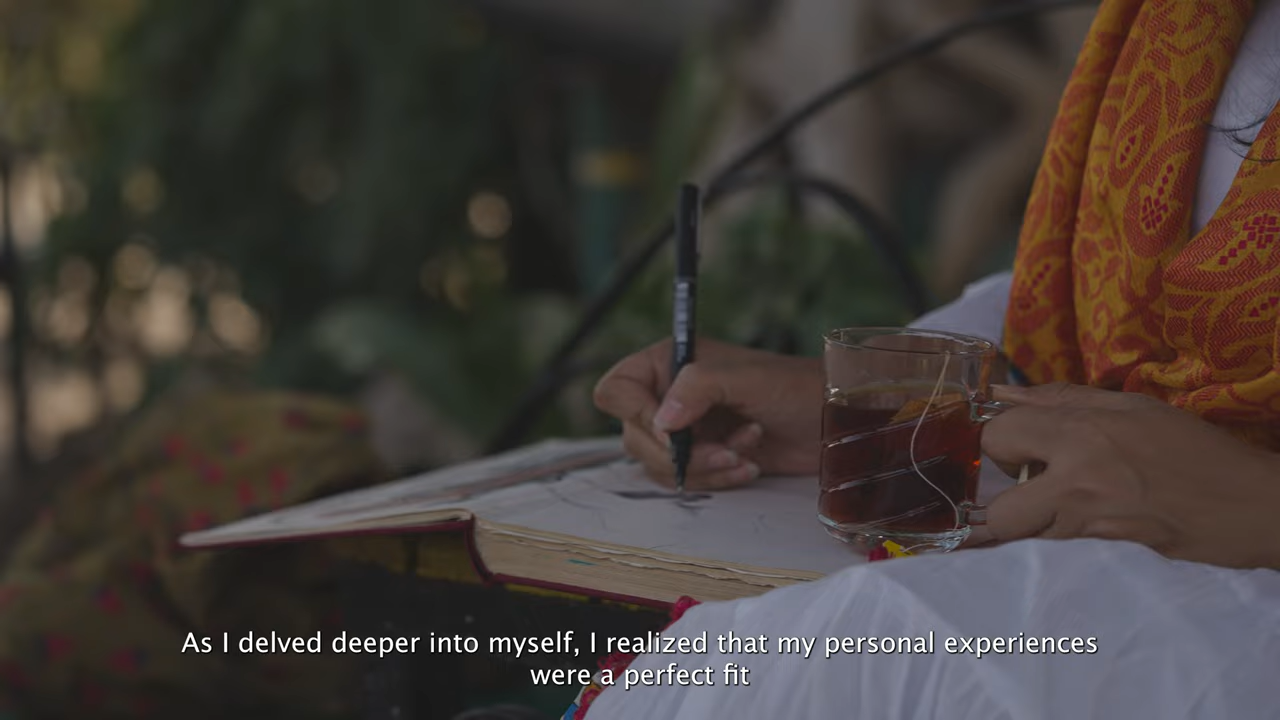 As I delved deeper into myself, I realized that my personal experiences
were a perfect fit